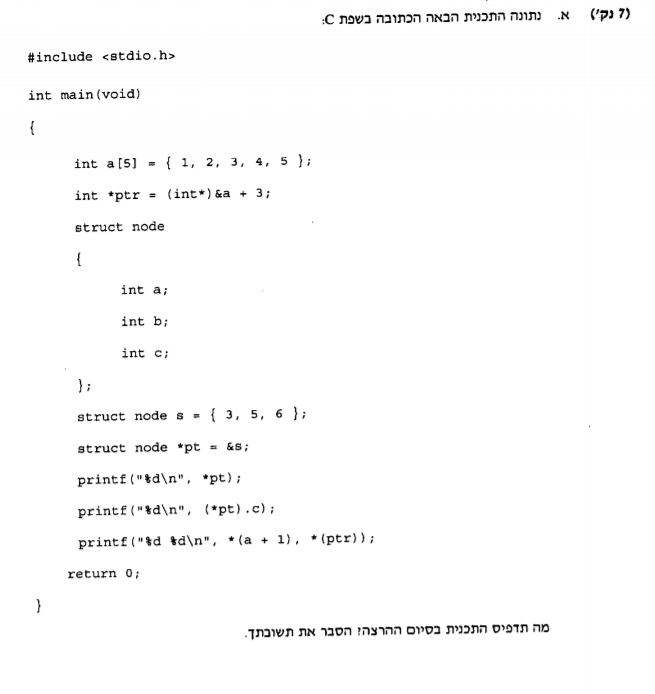 (7 נק') א. נתונה התכנית הבאה הכתובה בשפת C:
#include <stdio.h>
int main(void)
{
int a[5] = { 1, 2, 3, 4, 5 };
int *ptr = (int*)&a + 3;
struct node
{
int a;
int b;
int c;
};
struct node s = { 3, 5, 6 };
struct node *pt = &s;
printf("%d\n", *pt);
printf("%d\n", (*pt).c);
printf("%d %d\n", *(a + 1), *(ptr));
return 0;
}
מה תדפיס התכנית בסיום ההרצה? הסבר את תשובתך.